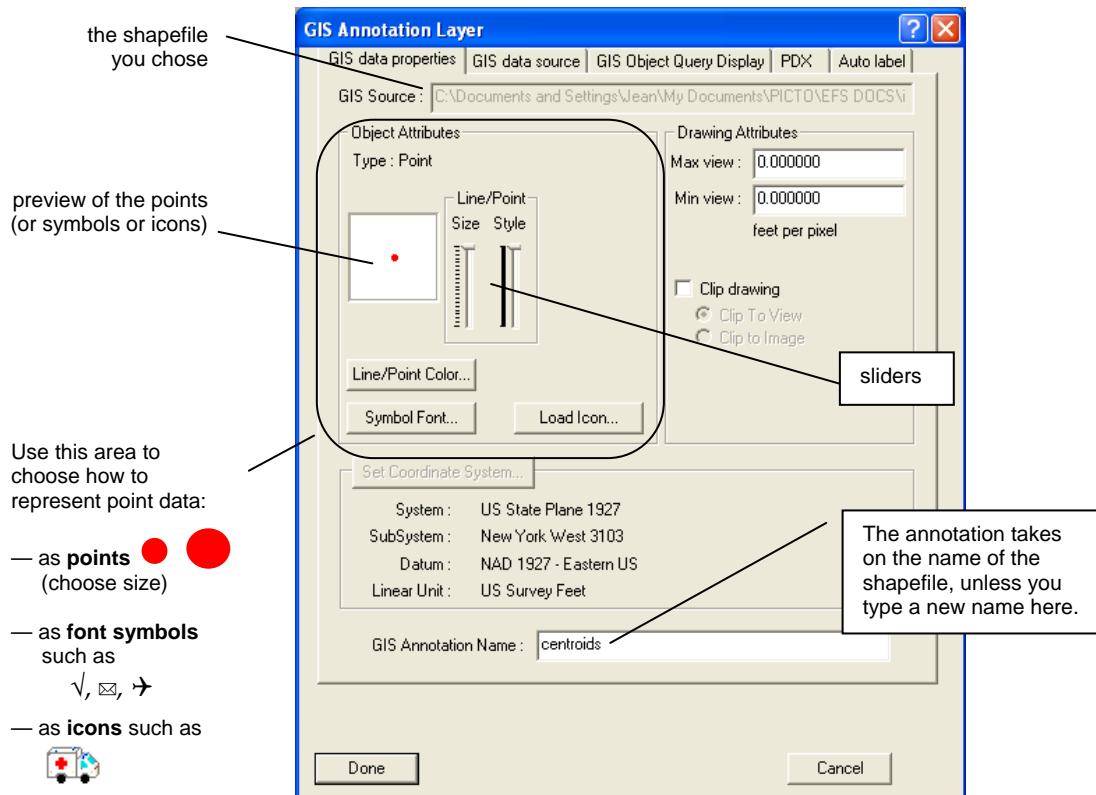 the shapefile
you chose
preview of the points
(or symbols or icons)
Use this area to
choose how to
represent point data:
— as points
(choose size)
— as font symbols
such as
√, ✉, ✈
— as icons such as
GIS Annotation Layer
GIS data properties GIS data source GIS Object Query Display PDX Auto label
GIS Source : C:\Documents and Settings\Jean\My Documents\PICTO\EFS DOCS\i
Object Attributes
Type : Point
Line/Point
Size Style
Line/Point Color...
Symbol Font...
Load Icon...
Drawing Attributes
Max view : 0.000000
Min view : 0.000000
feet per pixel
Clip drawing
Clip To View
Clip to Image
sliders
Set Coordinate System...
System : US State Plane 1927
SubSystem : New York West 3103
Datum : NAD 1927 - Eastern US
Linear Unit : US Survey Feet
The annotation takes
on the name of the
shapefile, unless you
type a new name here.
GIS Annotation Name : centroids
Done
Cancel